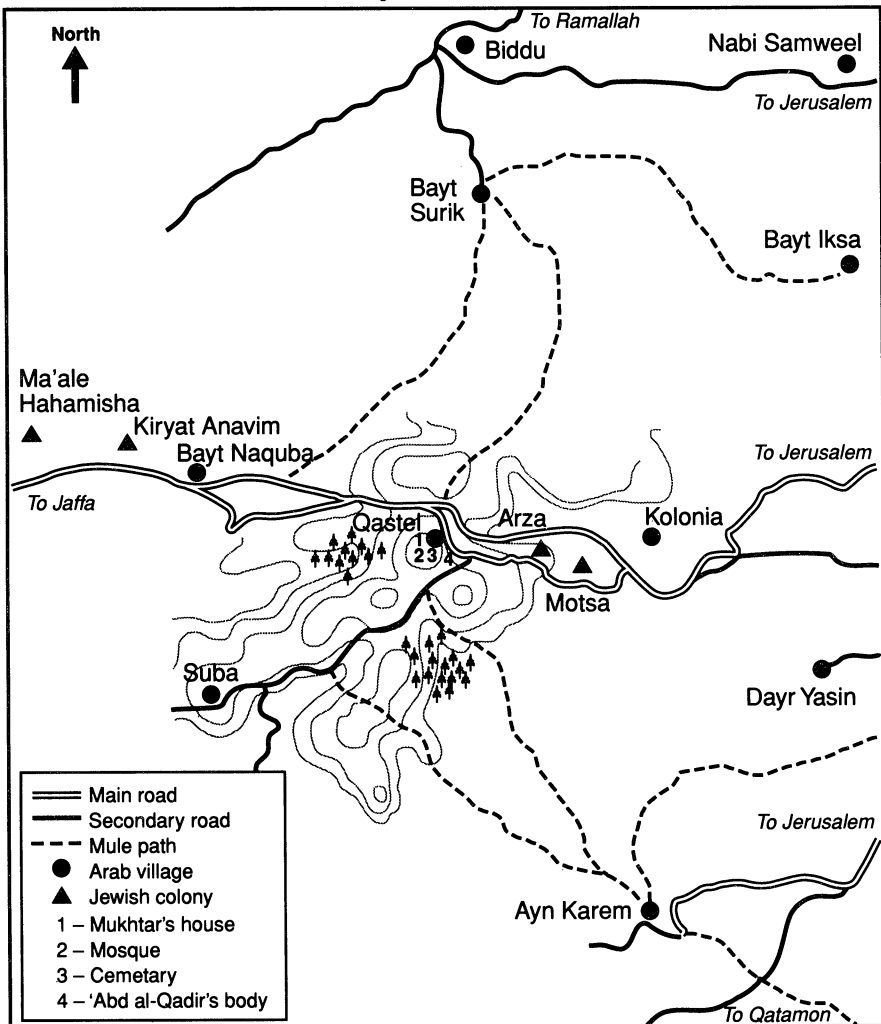 To Ramallah
North
Biddu
Nabi Samweel
To Jerusalem
Bayt
Surik
Bayt Iksa
Ma'ale
Hahamisha
Kiryat Anavim
Bayt Naquba
To Jaffa
To Jerusalem
Qastel
Arza
Kolonia
1
2 3
4
Motsa
Suba
Dayr Yasin
Main road
Secondary road
Mule path
Arab village
Jewish colony
1 – Mukhtar's house
2 – Mosque
3 – Cemetary
4 – 'Abd al-Qadir's body
To Jerusalem
Ayn Karem
To Qatamon